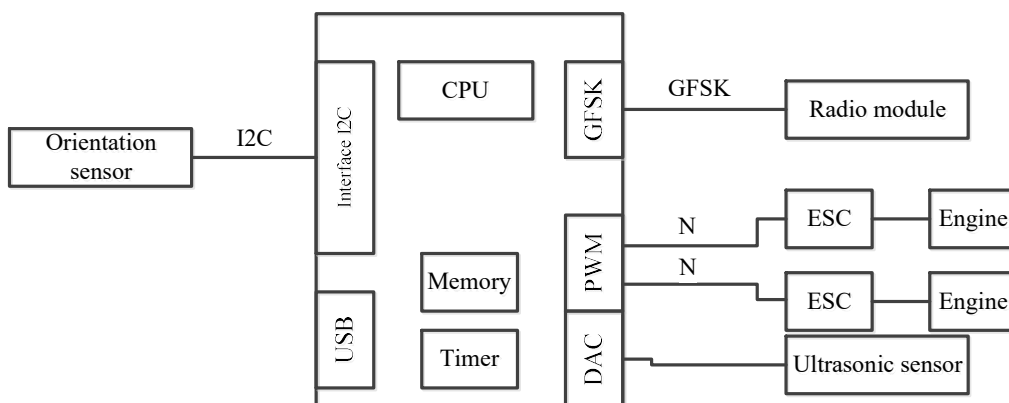 CPU
GFSK
GFSK
Radio module
Orientation
sensor
I2C
Interface I2C
PWM
N
ESC
Engine
N
ESC
Engine
Memory
USB
Timer
DAC
Ultrasonic sensor